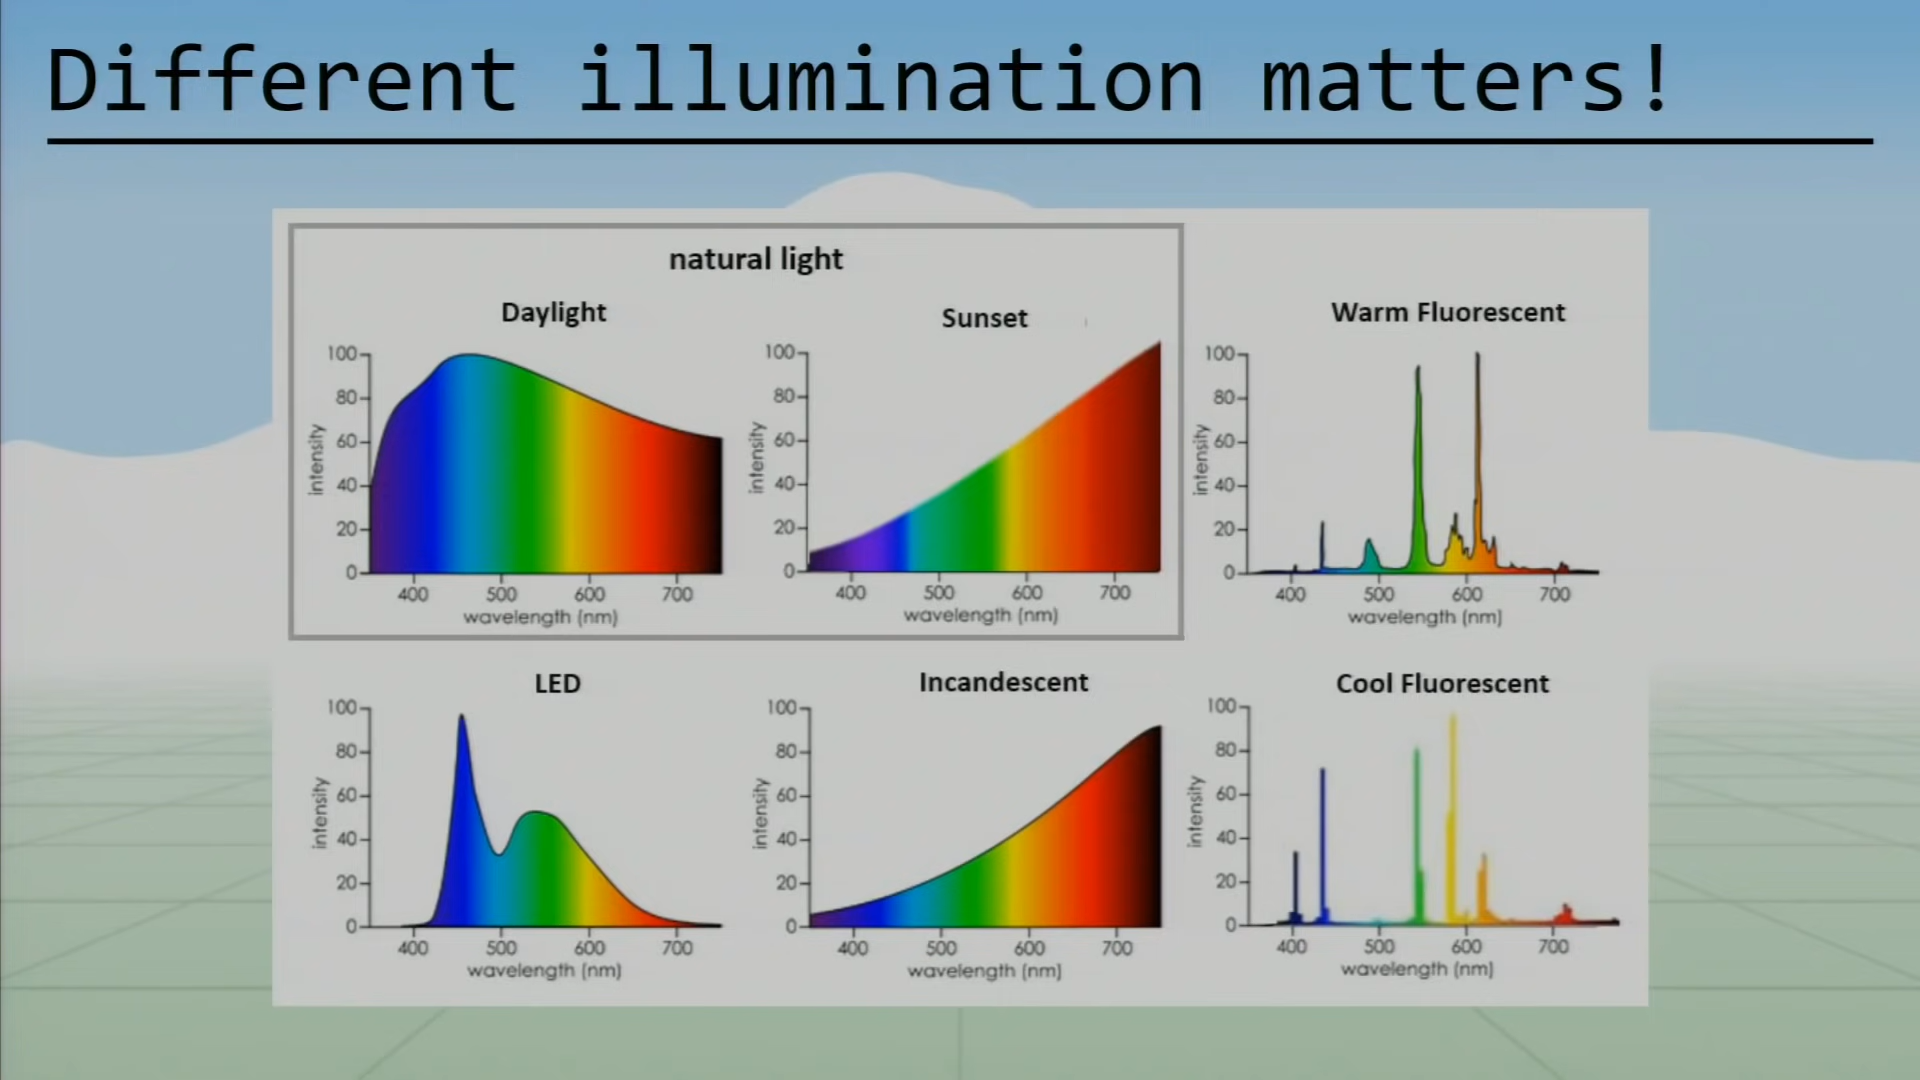 Different illumination matters!
natural light
Daylight
100
80
60
40
20
0
intensity
400 500 600 700
wavelength (nm)
Sunset
100
80
60
40
20
0
intensity
400 500 600 700
wavelength (nm)
Warm Fluorescent
100
80
60
40
20
0
intensity
400 500 600 700
wavelength (nm)
LED
100
80
60
40
20
0
intensity
400 500 600 700
wavelength (nm)
Incandescent
100
80
60
40
20
0
intensity
400 500 600 700
wavelength (nm)
Cool Fluorescent
100
80
60
40
20
0
intensity
400 500 600 700
wavelength (nm)